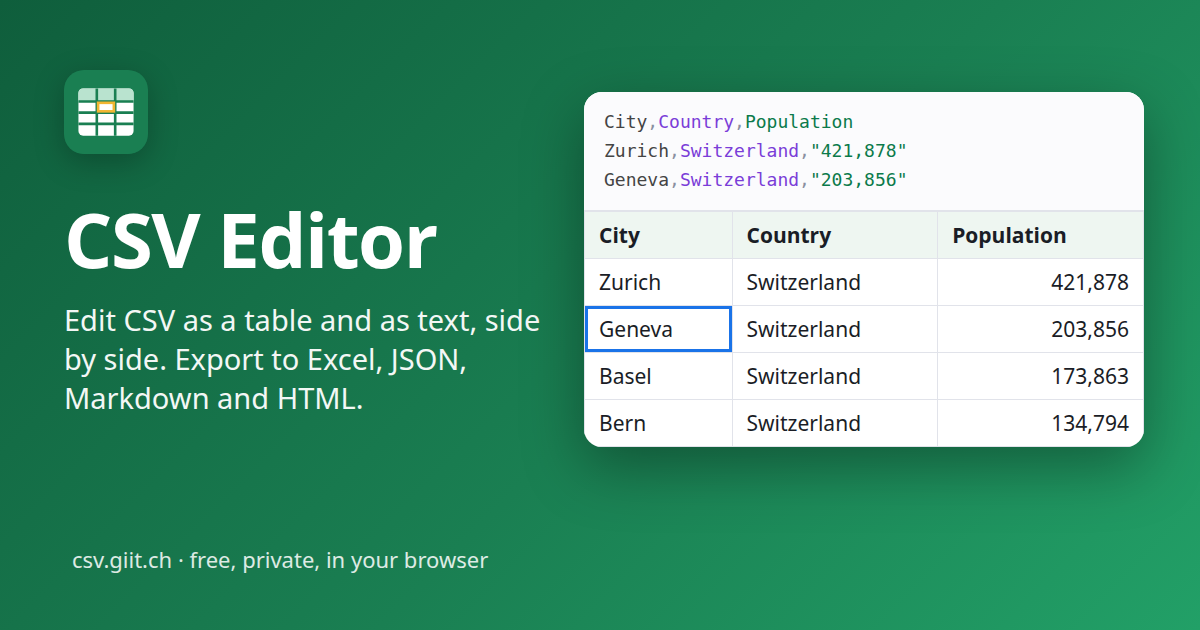 CSV Editor
Edit CSV as a table and as text, side
by side. Export to Excel, JSON,
Markdown and HTML.
csv.giit.ch · free, private, in your browser
City,Country,Population
Zurich,Switzerland,"421,878"
Geneva,Switzerland,"203,856"
City Country Population
Zurich Switzerland 421,878
Geneva Switzerland 203,856
Basel Switzerland 173,863
Bern Switzerland 134,794